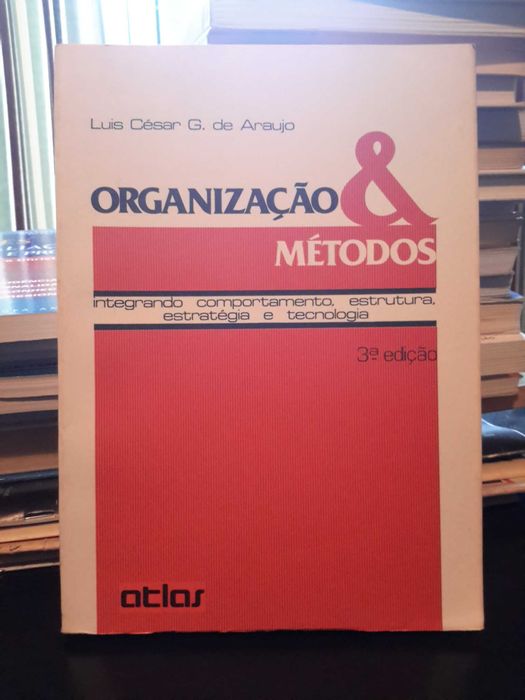 Luis César G. de Araujo
ORGANIZAÇÃO &
MÉTODOS
integrando comportamento, estrutura,
estratégia e tecnologia
3ª edição
atlas